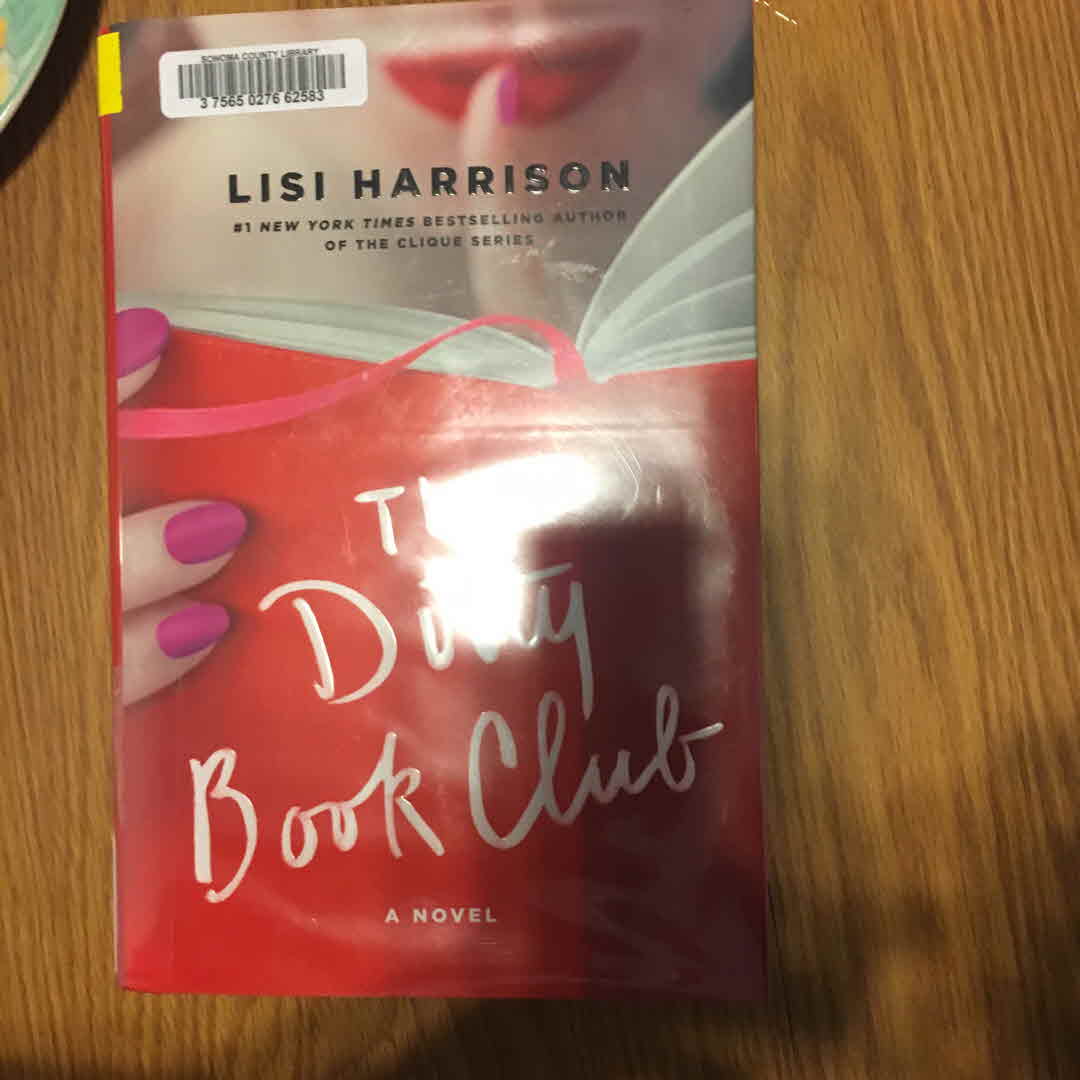 SONOMA COUNTY LIBRARY
3 7565 0276 62583
LISI HARRISON
#1 NEW YORK TIMES BESTSELLING AUTHOR
OF THE CLIQUE SERIES
Book Club
A NOVEL